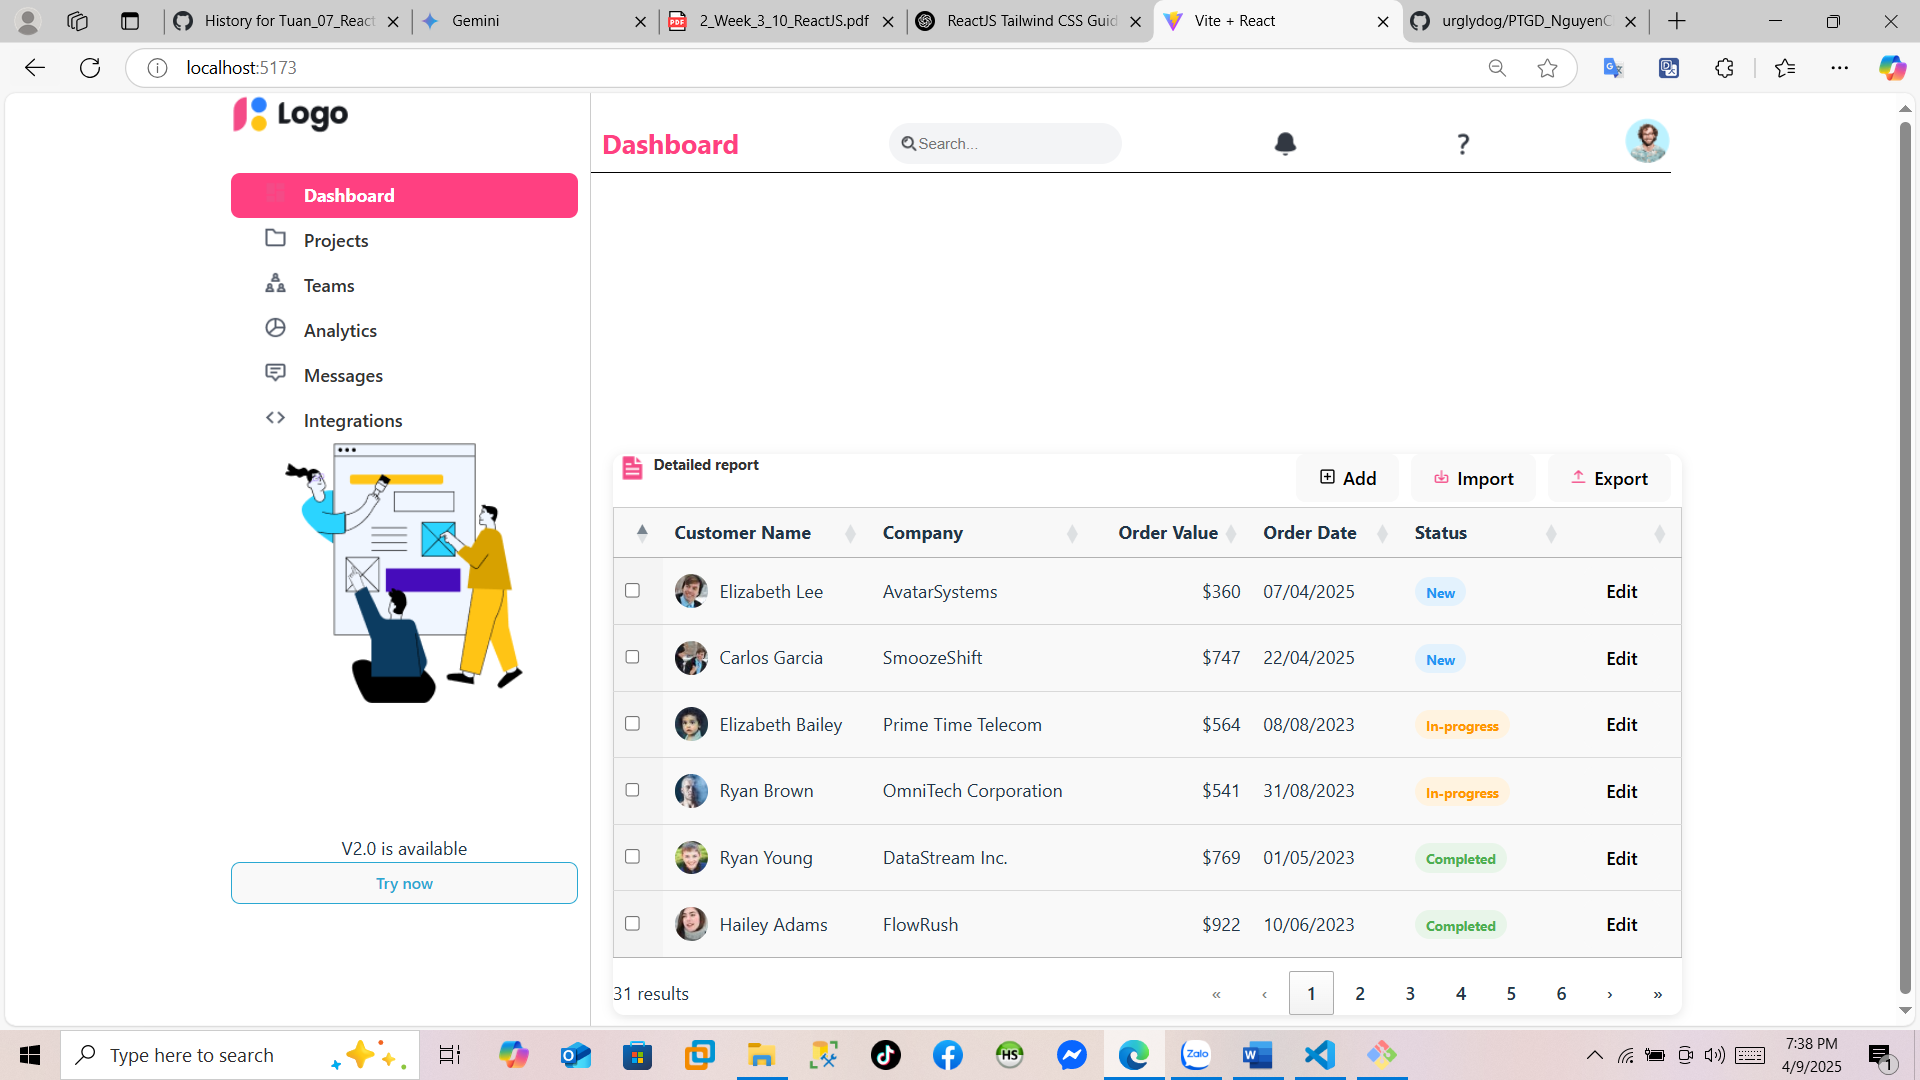 History for Tuan_07_React
Gemini
2_Week_3_10_ReactJS.pdf
ReactJS Tailwind CSS Guid
Vite + React
urglydog/PTGD_NguyenC
localhost:5173
Logo
Dashboard
Search...
?
Dashboard
Projects
Teams
Analytics
Messages
Integrations
V2.0 is available
Try now
Detailed report
Add
Import
Export
Customer Name Company Order Value Order Date Status
Elizabeth Lee AvatarSystems $360 07/04/2025 New Edit
Carlos Garcia SmoozeShift $747 22/04/2025 New Edit
Elizabeth Bailey Prime Time Telecom $564 08/08/2023 In-progress Edit
Ryan Brown OmniTech Corporation $541 31/08/2023 In-progress Edit
Ryan Young DataStream Inc. $769 01/05/2023 Completed Edit
Hailey Adams FlowRush $922 10/06/2023 Completed Edit
31 results « ‹ 1 2 3 4 5 6 › »
Type here to search
HS
Zalo
7:38 PM
4/9/2025
1